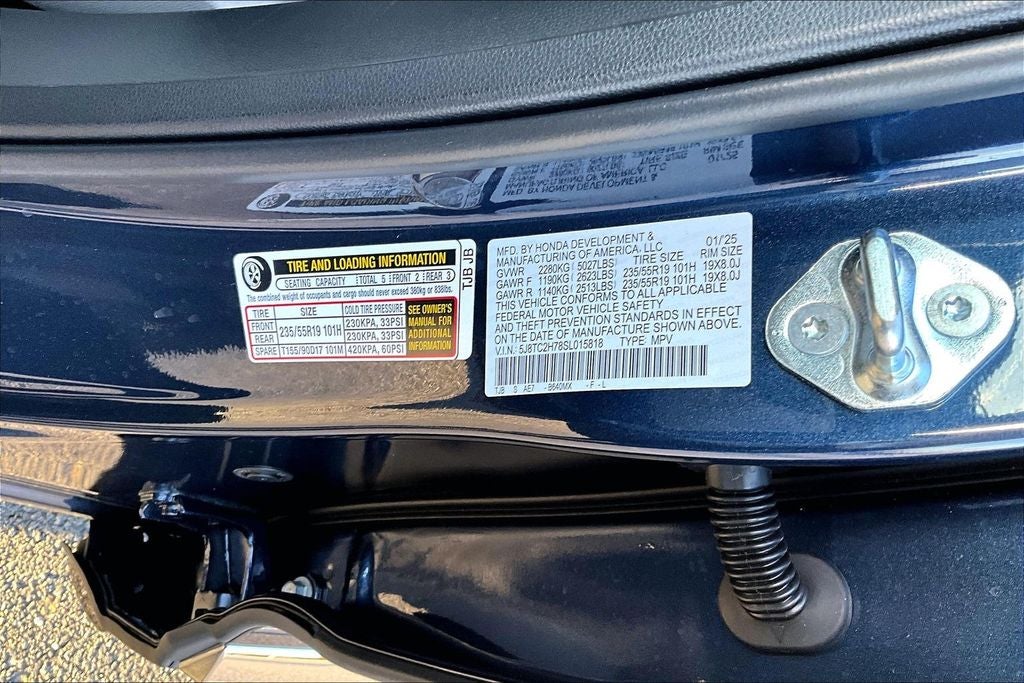 TIRE AND LOADING INFORMATION
SEATING CAPACITY TOTAL 5 FRONT 2 REAR 3
The combined weight of occupants and cargo should never exceed 380kg or 838lbs.
TIRE SIZE COLD TIRE PRESSURE
FRONT 235/55R19 101H 230KPA, 33PSI
REAR 230KPA, 33PSI
SPARE T155/90D17 101M 420KPA, 60PSI
SEE OWNER'S
MANUAL FOR
ADDITIONAL
INFORMATION
TJB JB
MFD. BY HONDA DEVELOPMENT & 01/'25
MANUFACTURING OF AMERICA, LLC
TIRE SIZE RIM SIZE
GVWR 2280KG 5027LBS
GAWR F 1190KG 2623LBS 235/55R19 101H 19X8.0J
GAWR R 1140KG 2513LBS 235/55R19 101H 19X8.0J
THIS VEHICLE CONFORMS TO ALL APPLICABLE
FEDERAL MOTOR VEHICLE SAFETY
AND THEFT PREVENTION STANDARDS IN EFFECT
ON THE DATE OF MANUFACTURE SHOWN ABOVE.
V.I.N.: 5J8TC2H78SL015818 TYPE: MPV
TJB S AE7 - B640MX - F - L